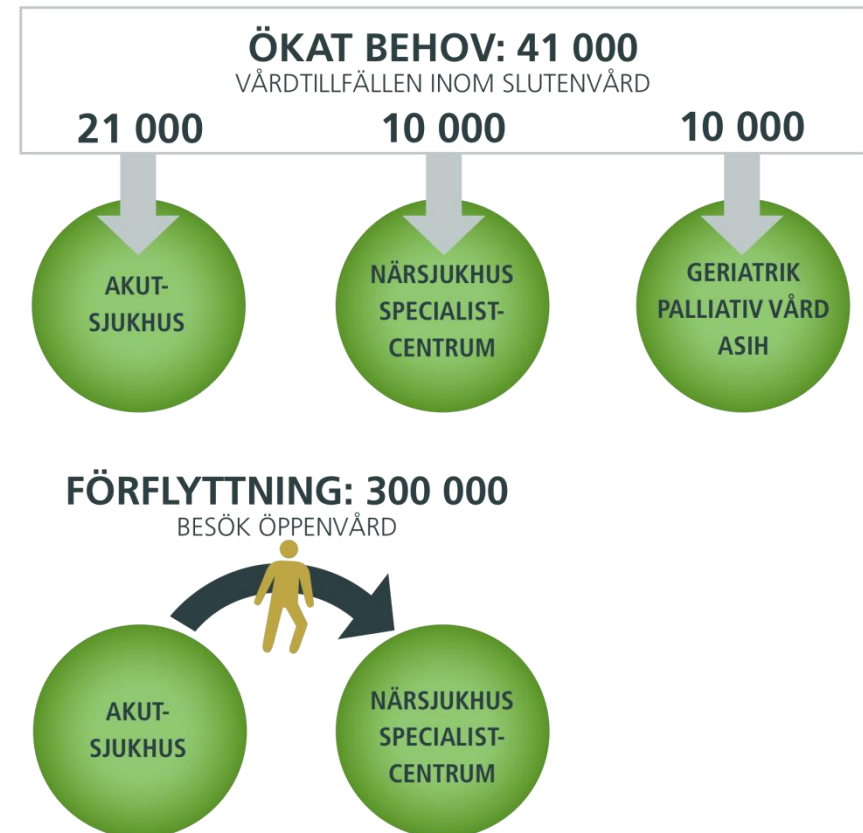 ÖKAT BEHOV: 41 000
VÅRDTILLFÄLLEN INOM SLUTENVÅRD
21 000
10 000
10 000
AKUT-
SJUKHUS
NÄRSJUKHUS
SPECIALIST-
CENTRUM
GERIATRIK
PALLIATIV VÅRD
ASIH
FÖRFLYTTNING: 300 000
BESÖK ÖPPENVÅRD
AKUT-
SJUKHUS
NÄRSJUKHUS
SPECIALIST-
CENTRUM